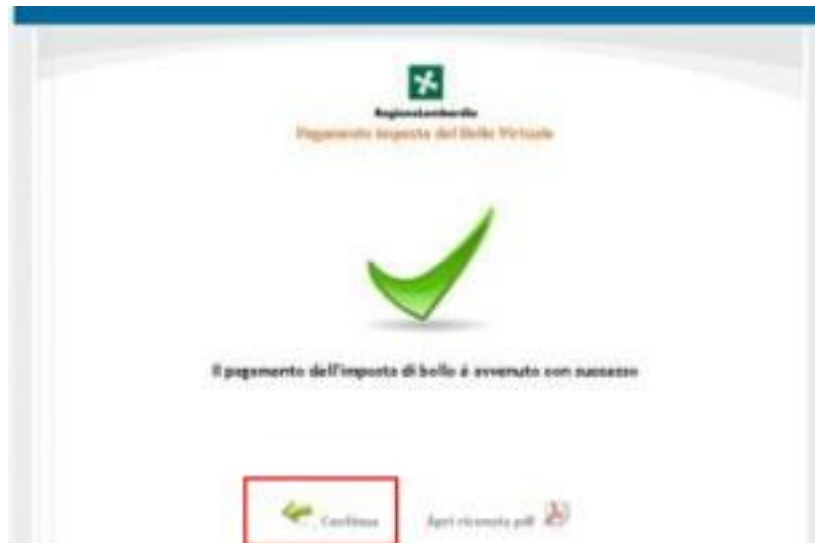 RegioneLombardia
Pagamento imposta del Bollo Virtuale
Il pagamento dell'imposta di bollo é avvenuto con successo
Continua
Apri ricevuta pdf